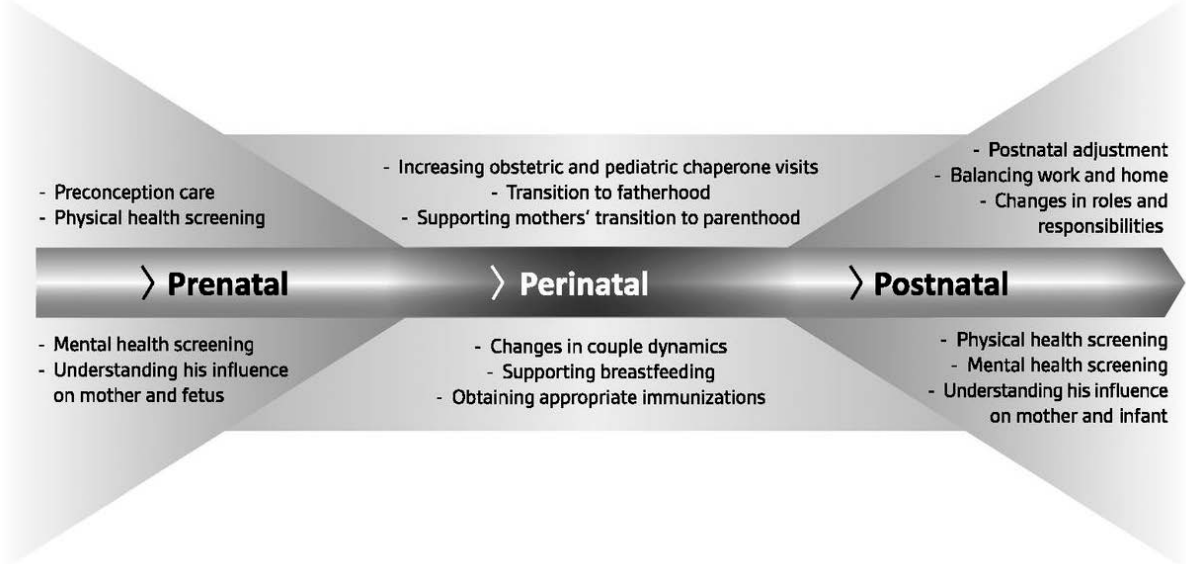 - Preconception care
- Physical health screening
- Increasing obstetric and pediatric chaperone visits
- Transition to fatherhood
- Supporting mothers‘ transition to parenthood
- Postnatal adjustment
- Balancing work and home
- Changes in roles and
responsibilities
〉 Prenatal
〉 Perinatal
〉 Postnatal
- Mental health screening
- Understanding his influence
on mother and fetus
- Changes in couple dynamics
- Supporting breastfeeding
- Obtaining appropriate immunizations
- Physical health screening
- Mental health screening
- Understanding his influence
on mother and infant